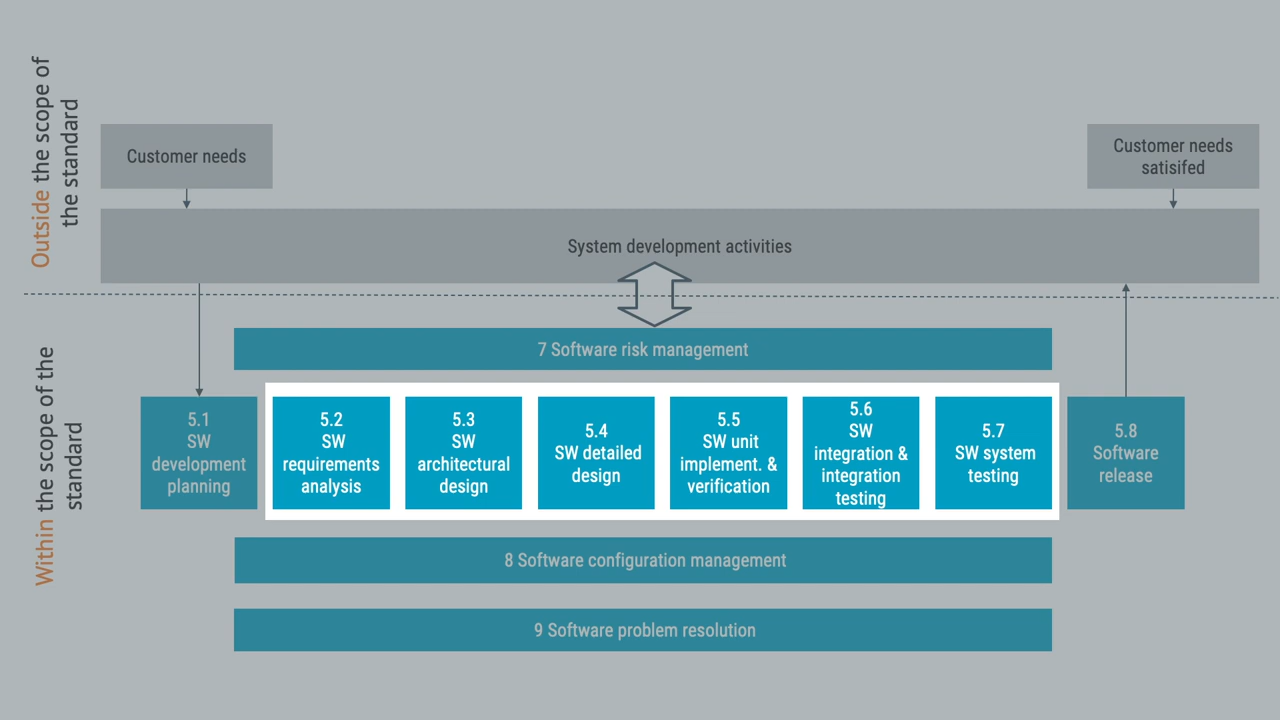 Outside the scope of
the standard
Customer needs
Customer needs
satisifed
System development activities
Within the scope of the
standard
7 Software risk management
5.1
SW
development
planning
5.2
SW
requirements
analysis
5.3
SW
architectural
design
5.4
SW detailed
design
5.5
SW unit
implement. &
verification
5.6
SW
integration &
integration
testing
5.7
SW system
testing
5.8
Software
release
8 Software configuration management
9 Software problem resolution